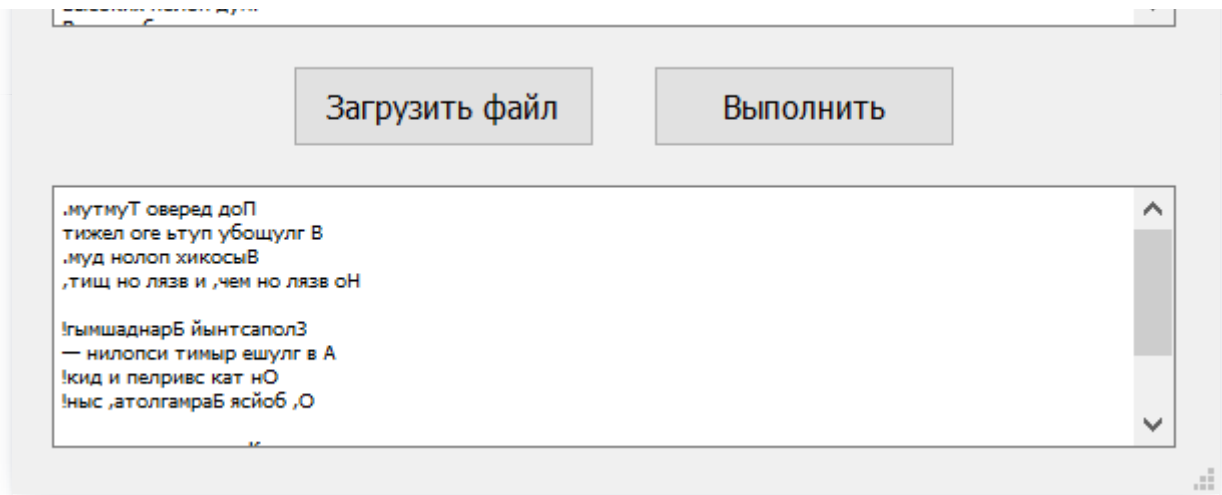 Загрузить файл
Выполнить
.мутмуТ оверед доП
тижел оге ьтуп убощулг В
.муд нолоп хикосыВ
,тищ но лязв и ,чем но лязв оН

!гымшаднарБ йынтсаполЗ
— нилопси тимыр ешулг в А
!кид и пелривс кат нО
!ныс ,атолгамраБ ясйоб ,О